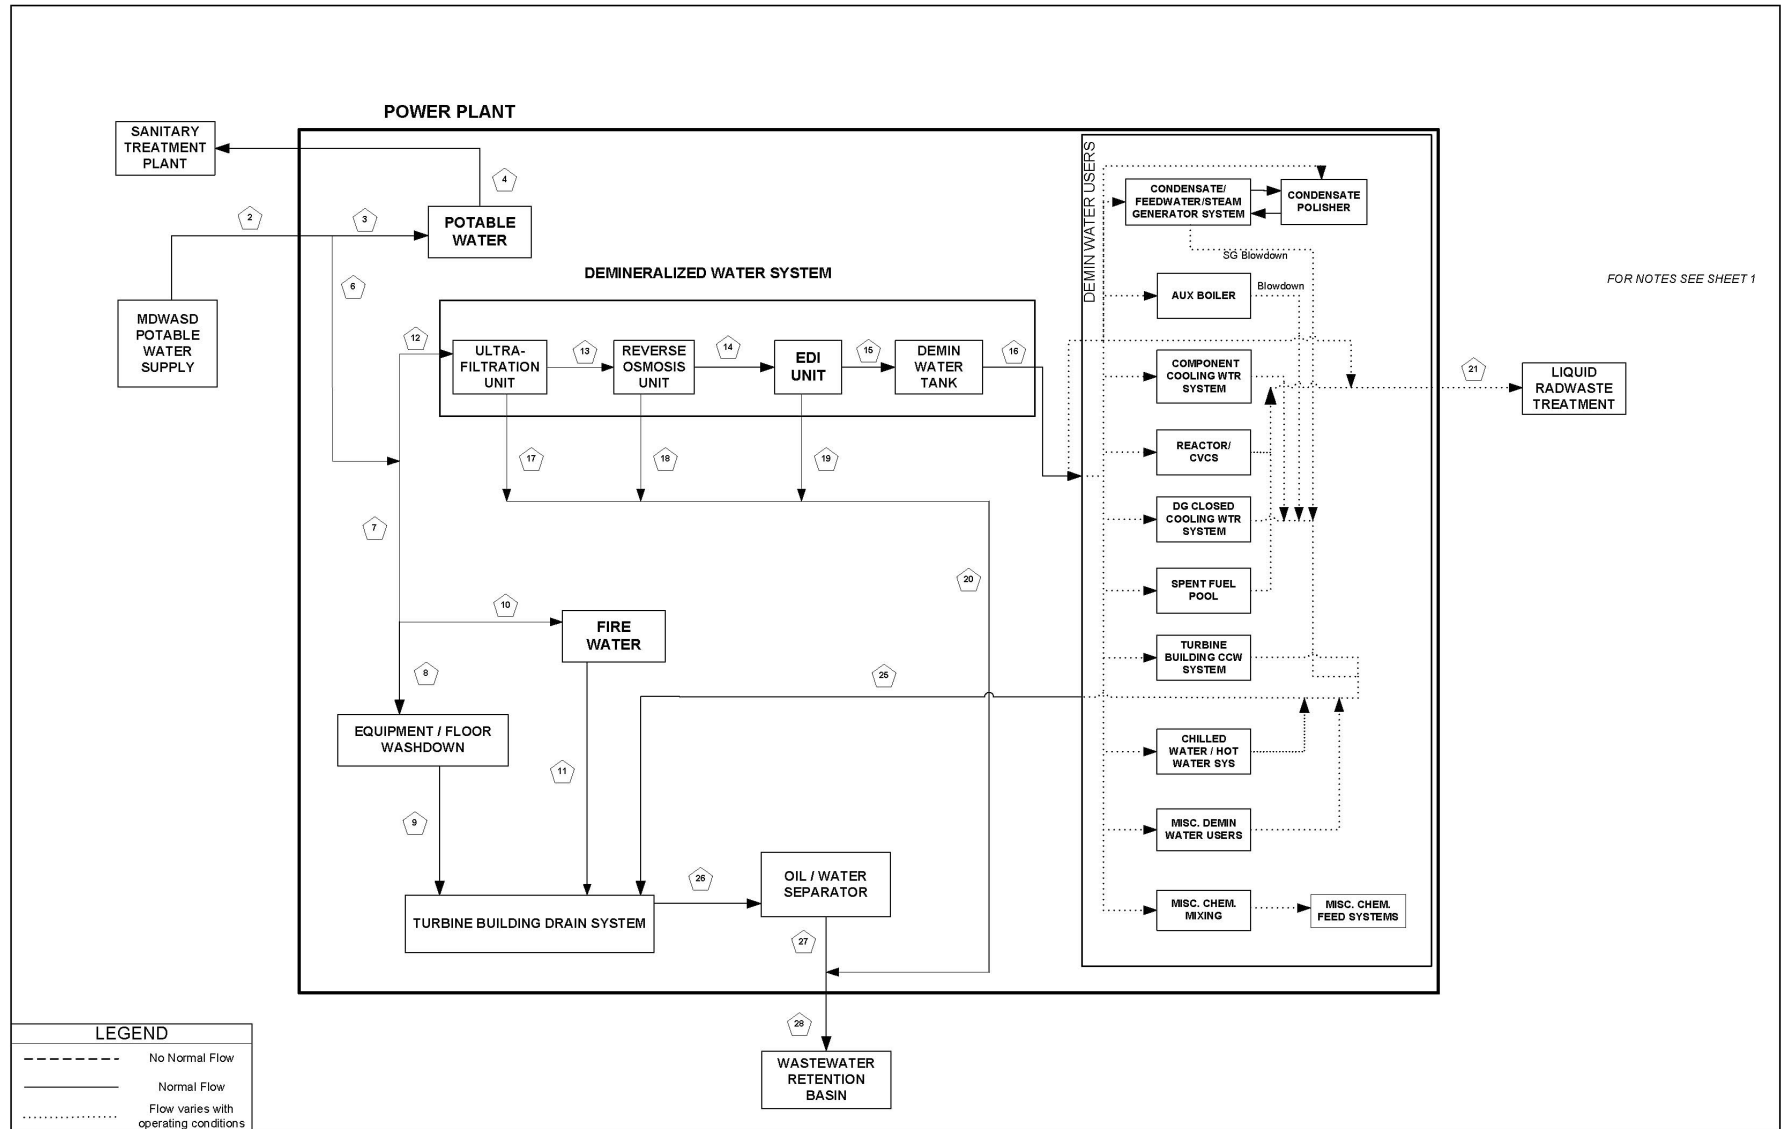 POWER PLANT
SANITARY
TREATMENT
PLANT
4
POTABLE
WATER
2
3
6
MDWASD
POTABLE
WATER
SUPPLY
DEMINERALIZED WATER SYSTEM
12
ULTRA-
FILTRATION
UNIT
13
REVERSE
OSMOSIS
UNIT
14
EDI
UNIT
15
DEMIN
WATER
TANK
16
17
18
19
7
20
10
FIRE
WATER
8
25
EQUIPMENT / FLOOR
WASHDOWN
11
9
TURBINE BUILDING DRAIN SYSTEM
26
OIL / WATER
SEPARATOR
27
28
WASTEWATER
RETENTION
BASIN
DEMIN WATER USERS
CONDENSATE/
FEEDWATER/STEAM
GENERATOR SYSTEM
CONDENSATE
POLISHER
SG Blowdown
AUX BOILER
Blowdown
COMPONENT
COOLING WTR
SYSTEM
REACTOR/
CVCS
DG CLOSED
COOLING WTR
SYSTEM
SPENT FUEL
POOL
TURBINE
BUILDING CCW
SYSTEM
CHILLED
WATER / HOT
WATER SYS
MISC. DEMIN
WATER USERS
MISC. CHEM.
MIXING
MISC. CHEM.
FEED SYSTEMS
FOR NOTES SEE SHEET 1
21
LIQUID
RADWASTE
TREATMENT
LEGEND
No Normal Flow
Normal Flow
Flow varies with
operating conditions